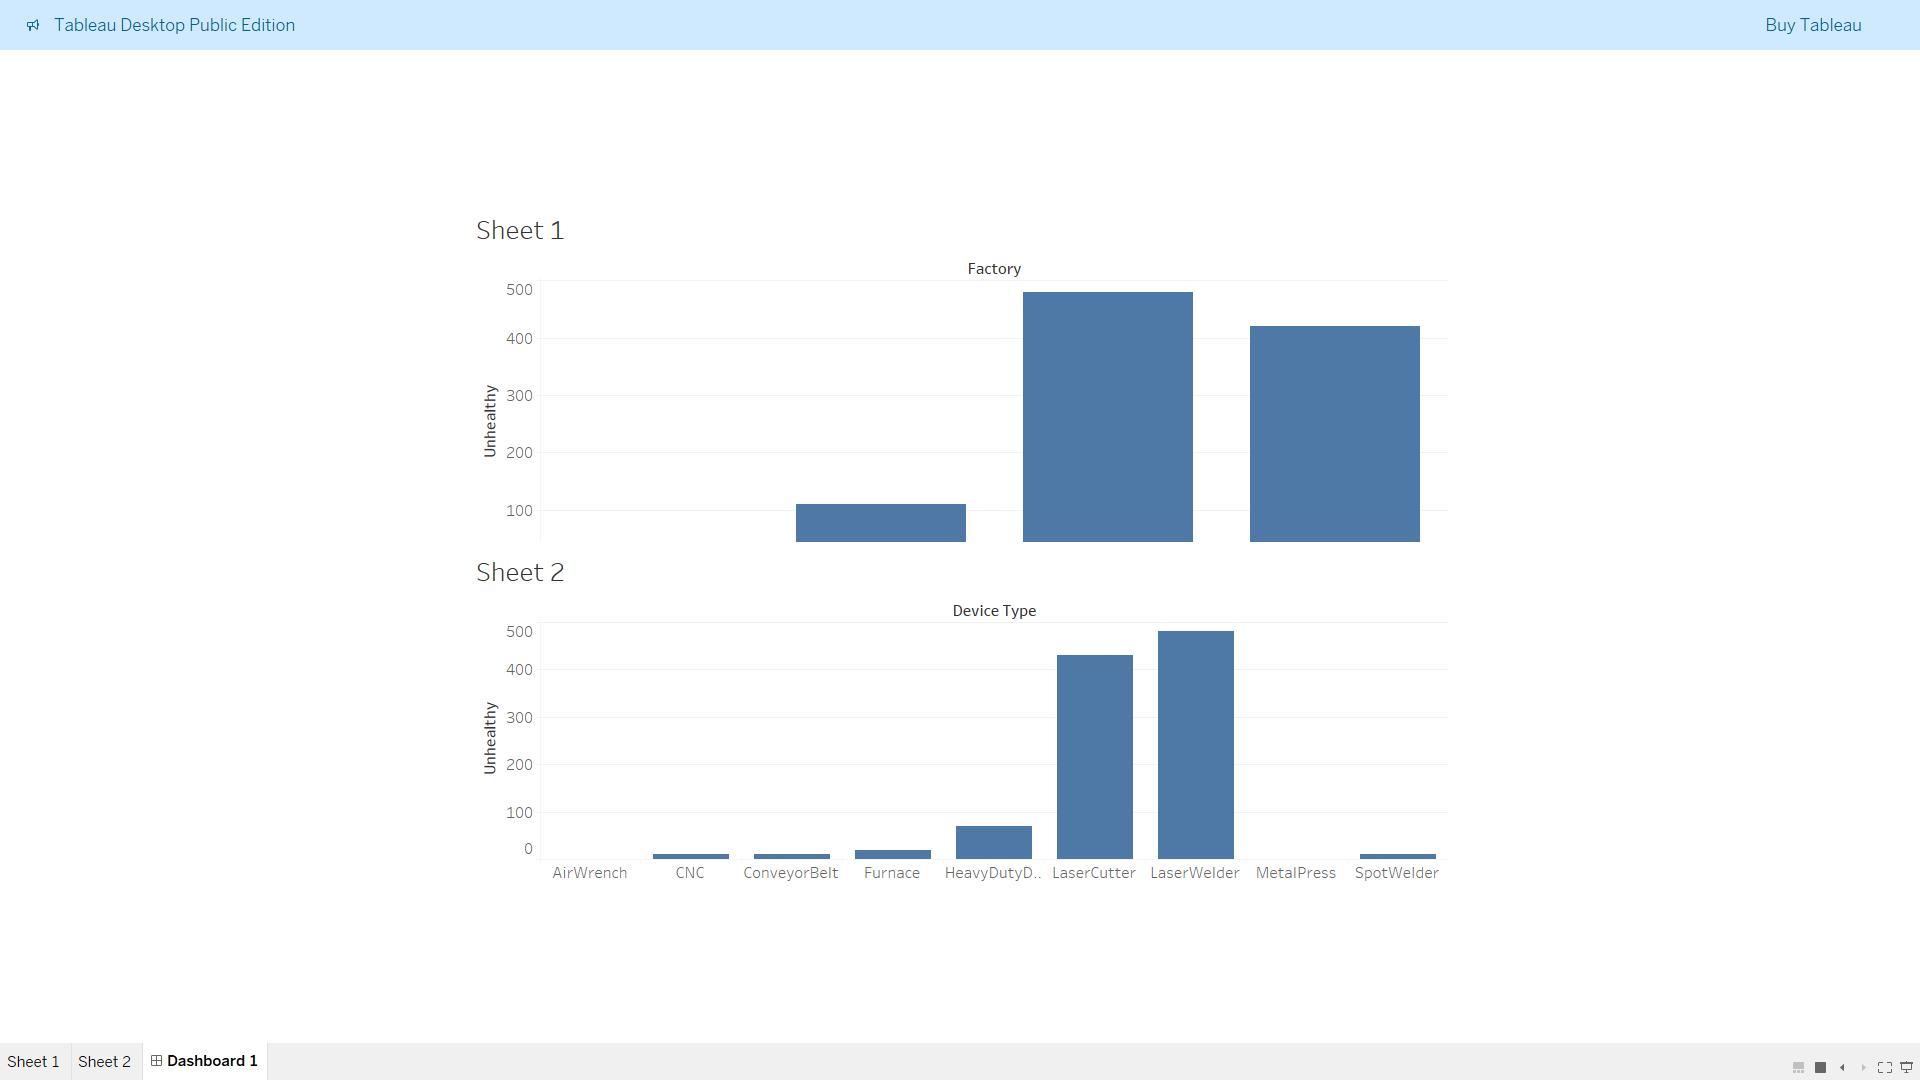 Tableau Desktop Public Edition
Buy Tableau
Sheet 1
Factory
500
400
300
200
100
Unhealthy
Sheet 2
Device Type
500
400
300
200
100
0
Unhealthy
AirWrench CNC ConveyorBelt Furnace HeavyDutyD.. LaserCutter LaserWelder MetalPress SpotWelder
Sheet 1 Sheet 2 Dashboard 1